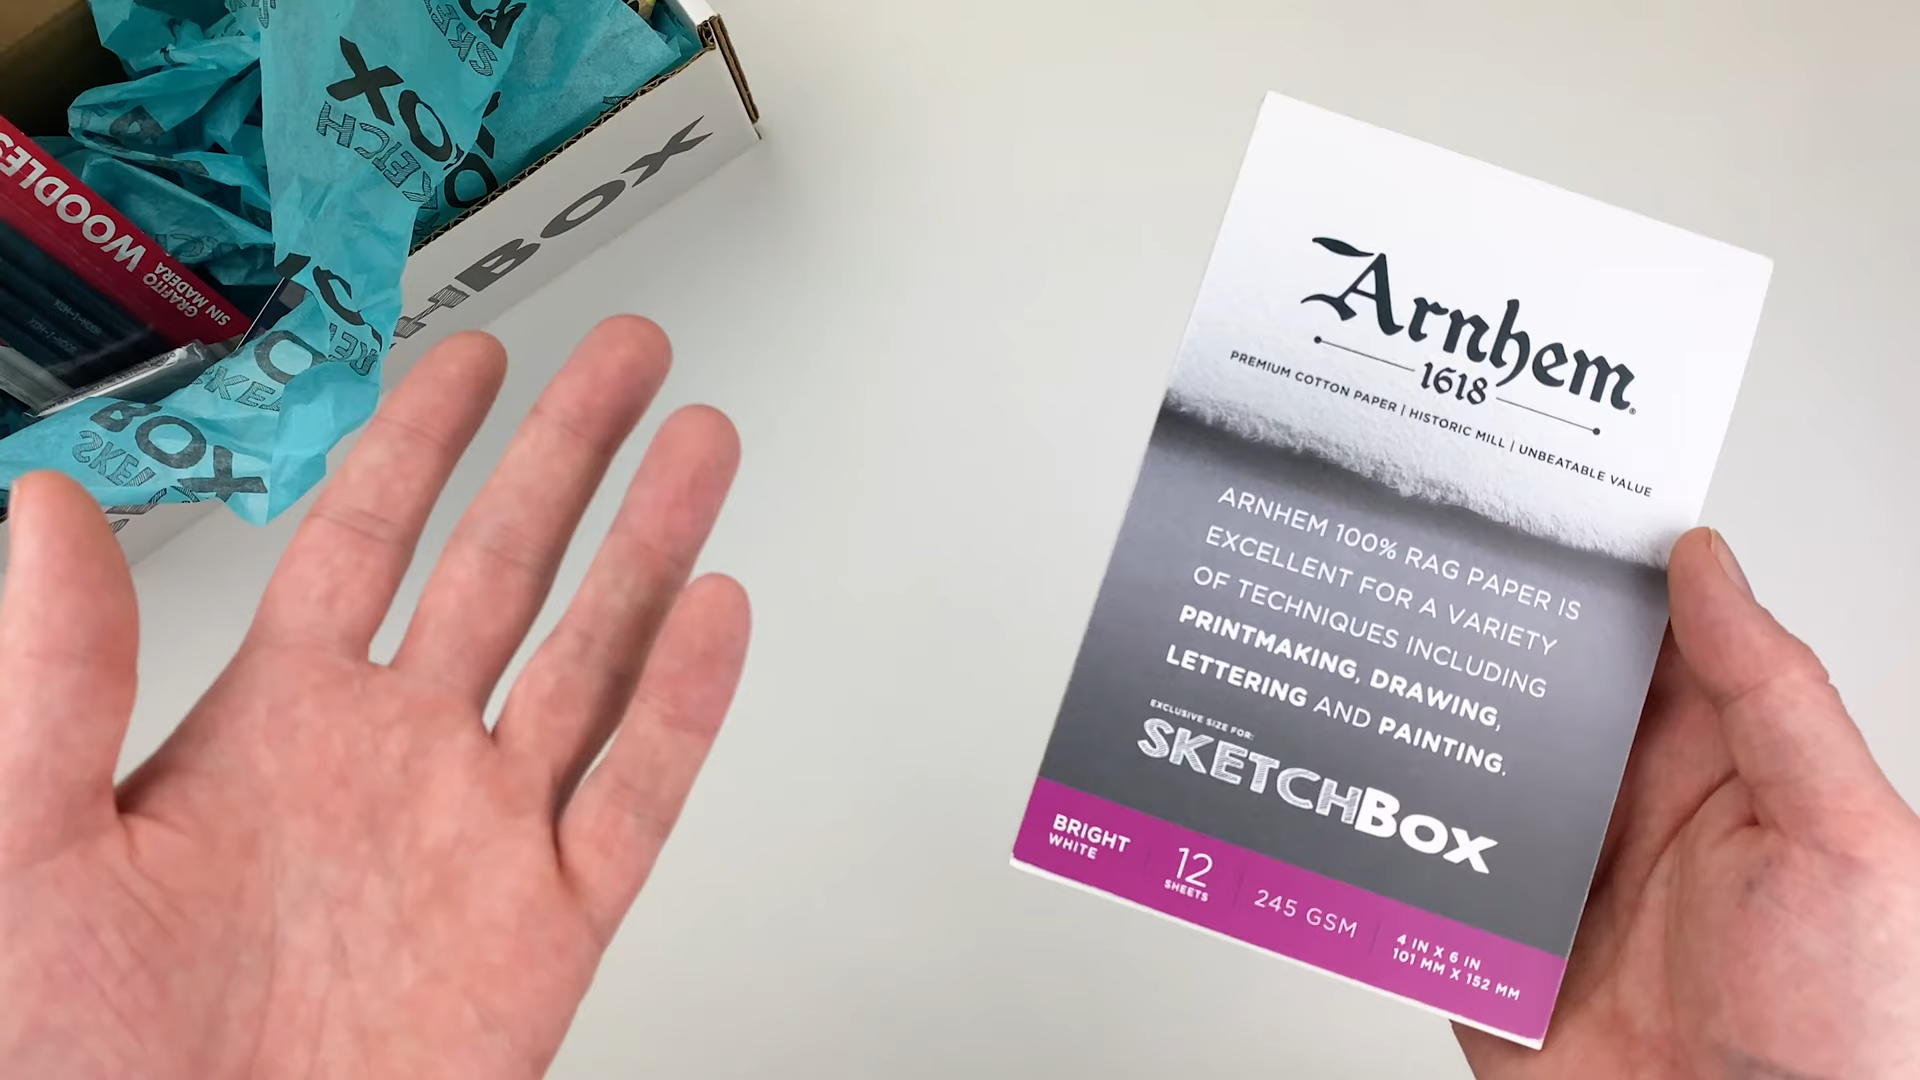 SKETCH
BOX
BOX
BOX
SKE
WOODLES
GRAFITO
SIN MADERA
Arnhem
1618
PREMIUM COTTON PAPER | HISTORIC MILL | UNBEATABLE VALUE
ARNHEM 100% RAG PAPER IS
EXCELLENT FOR A VARIETY
OF TECHNIQUES INCLUDING
PRINTMAKING, DRAWING,
LETTERING AND PAINTING.
EXCLUSIVE SIZE FOR:
SKETCHBOX
BRIGHT
WHITE
12
SHEETS
245 GSM
4 IN X 6 IN
101 MM X 152 MM